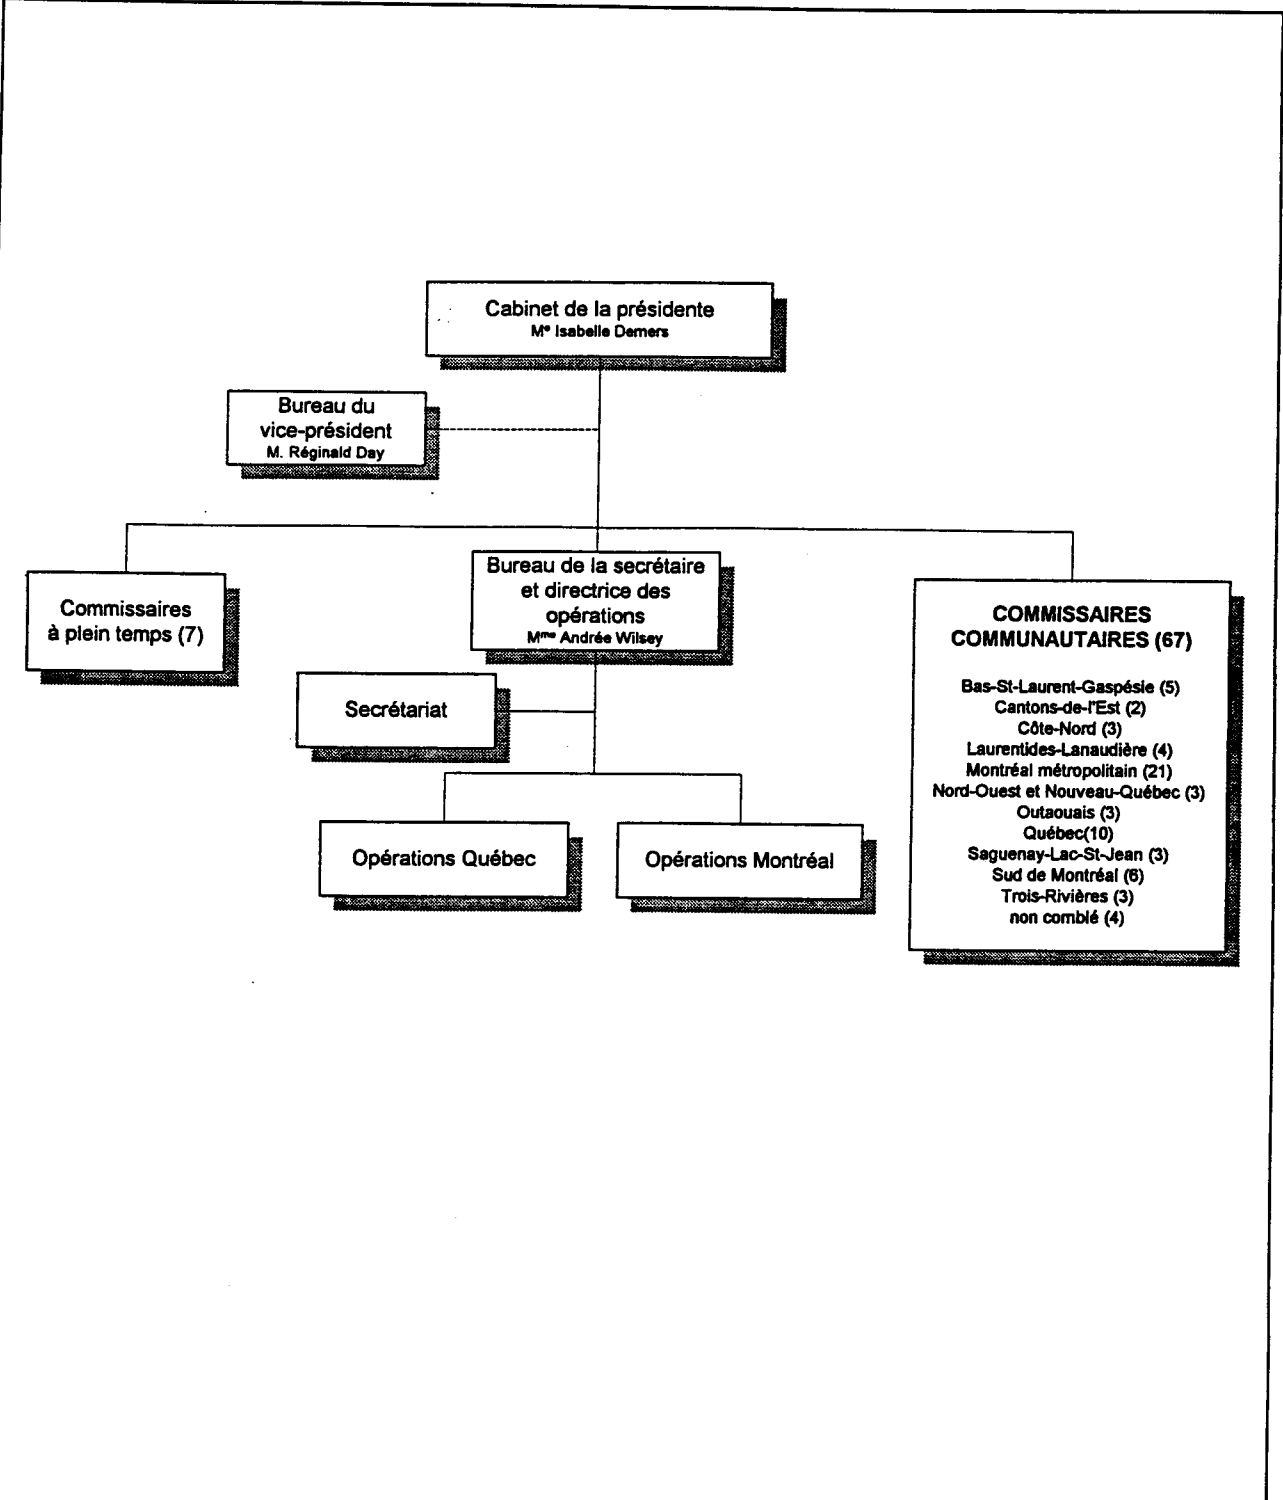 Cabinet de la présidente
Mᵉ Isabelle Demers
Bureau du
vice-président
M. Réginald Day
Commissaires
à plein temps (7)
Bureau de la secrétaire
et directrice des
opérations
Mᵐᵉ Andrée Wilsey
Secrétariat
Opérations Québec
Opérations Montréal
COMMISSAIRES
COMMUNAUTAIRES (67)
Bas-St-Laurent-Gaspésie (5)
Cantons-de-l'Est (2)
Côte-Nord (3)
Laurentides-Lanaudière (4)
Montréal métropolitain (21)
Nord-Ouest et Nouveau-Québec (3)
Outaouais (3)
Québec(10)
Saguenay-Lac-St-Jean (3)
Sud de Montréal (6)
Trois-Rivières (3)
non comblé (4)